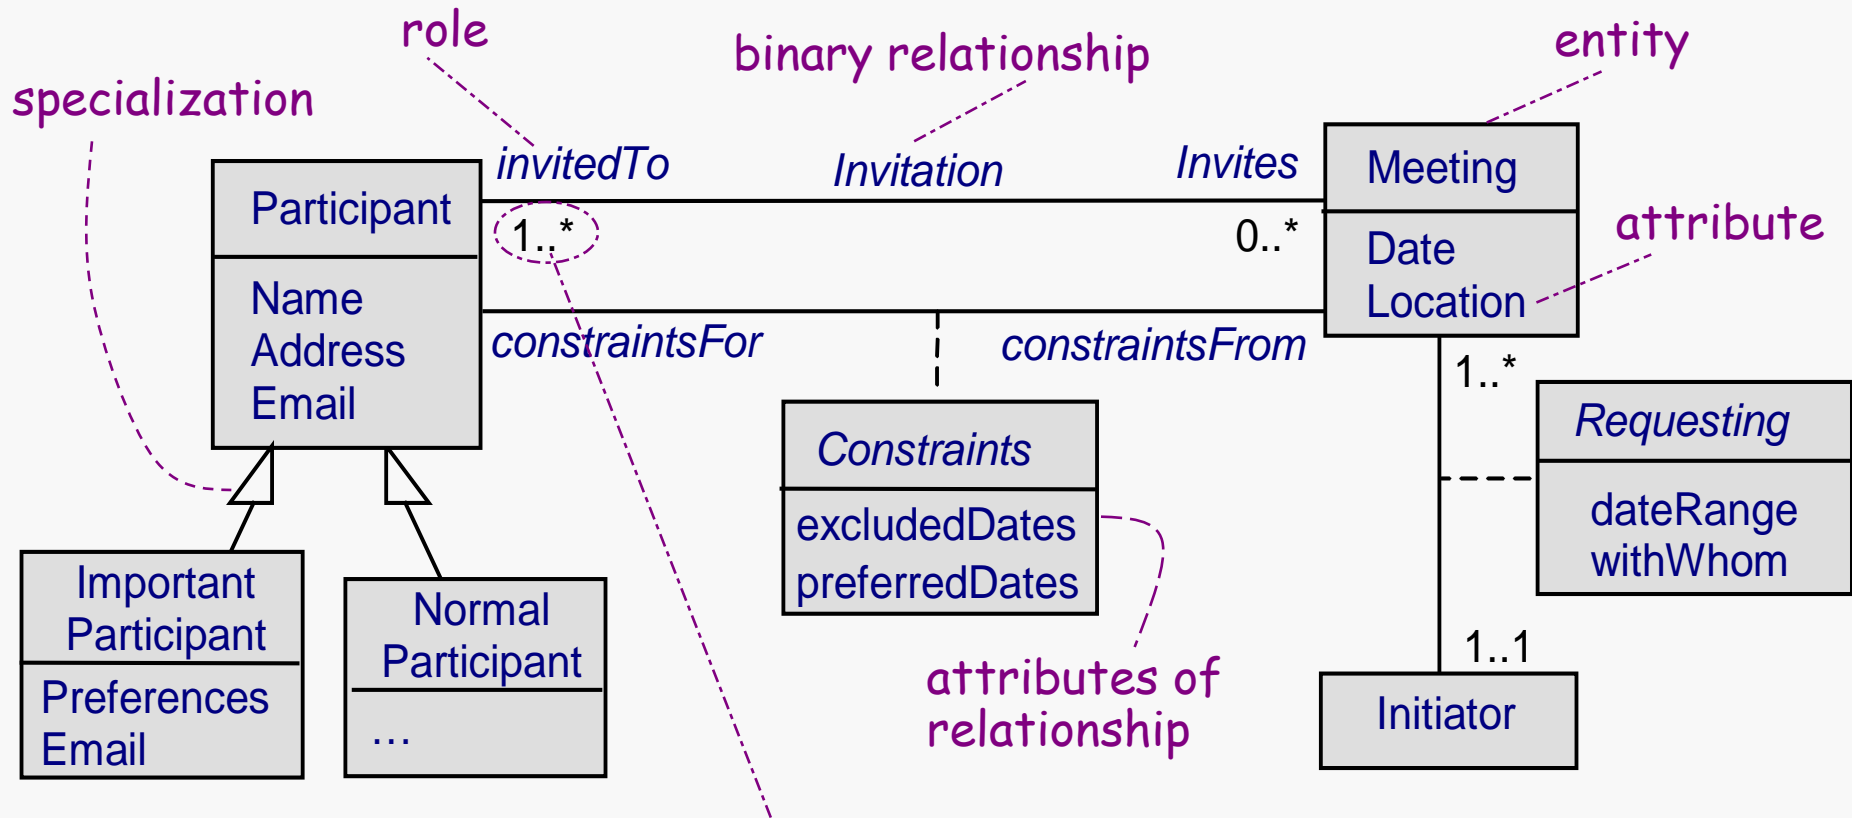 role
binary relationship
entity
specialization
invitedTo
Invitation
Invites
Meeting
Participant
1..*
0..*
attribute
Date
Location
Name
Address
Email
constraintsFor
constraintsFrom
1..*
Requesting
dateRange
withWhom
Constraints
excludedDates
preferredDates
Important
Participant
Preferences
Email
Normal
Participant
...
attributes of
relationship
1..1
Initiator